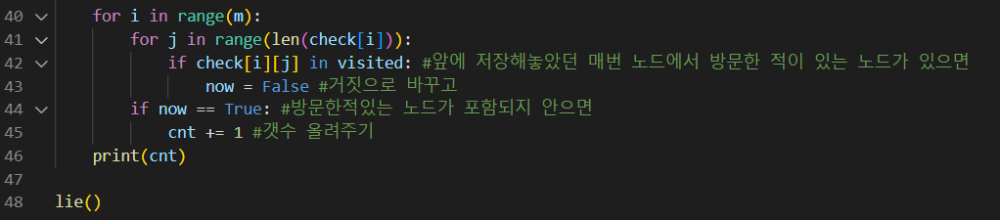 40 for i in range(m):
41 for j in range(len(check[i])):
42 if check[i][j] in visited: #앞에 저장해놓았던 매번 노드에서 방문한 적이 있는 노드가 있으면
43 now = False #거짓으로 바꾸고
44 if now == True: #방문한적있는 노드가 포함되지 안으면
45 cnt += 1 #갯수 올려주기
46 print(cnt)
47
48 lie()